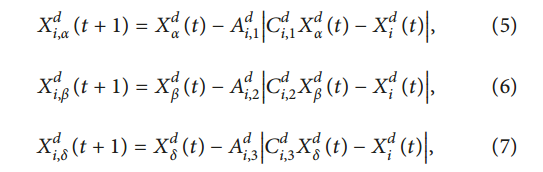 X^d_{i,α}(t + 1) = X^d_α(t) − A^d_{i,1}|C^d_{i,1}X^d_α(t) − X^d_i(t)|, (5)
X^d_{i,β}(t + 1) = X^d_β(t) − A^d_{i,2}|C^d_{i,2}X^d_β(t) − X^d_i(t)|, (6)
X^d_{i,δ}(t + 1) = X^d_δ(t) − A^d_{i,3}|C^d_{i,3}X^d_δ(t) − X^d_i(t)|, (7)